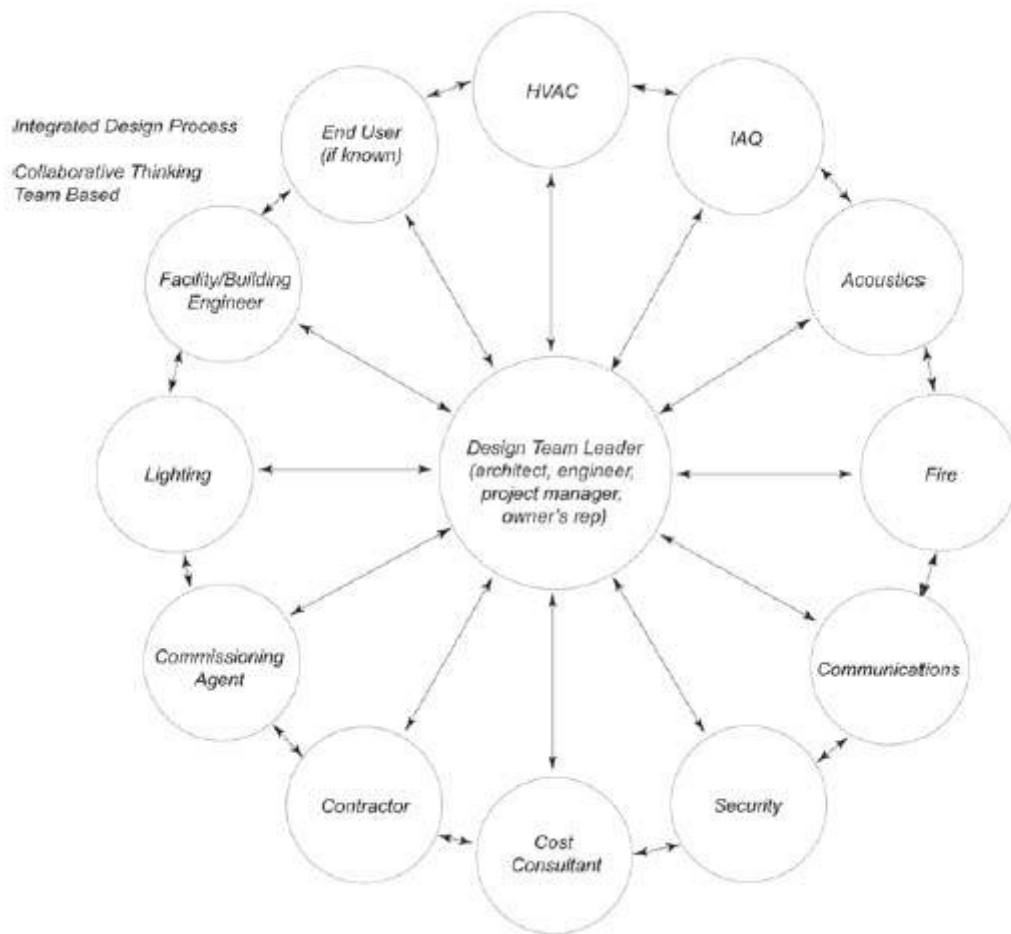 Integrated Design Process
Collaborative Thinking
Team Based
HVAC
End User
(if known)
IAQ
Facility/Building
Engineer
Acoustics
Design Team Leader
(architect, engineer,
project manager,
owner's rep)
Lighting
Fire
Commissioning
Agent
Communications
Contractor
Security
Cost
Consultant